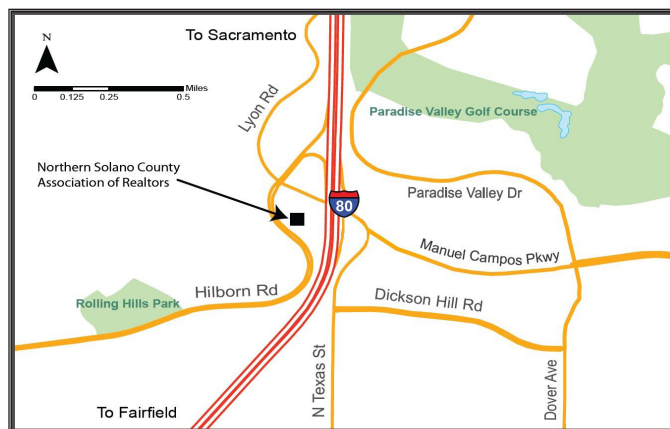 To Sacramento
N
Miles
0 0.125 0.25 0.5
Lyon Rd
Paradise Valley Golf Course
Northern Solano County
Association of Realtors
80
Paradise Valley Dr
Manuel Campos Pkwy
Hilborn Rd
Rolling Hills Park
Dickson Hill Rd
N Texas St
Dover Ave
To Fairfield